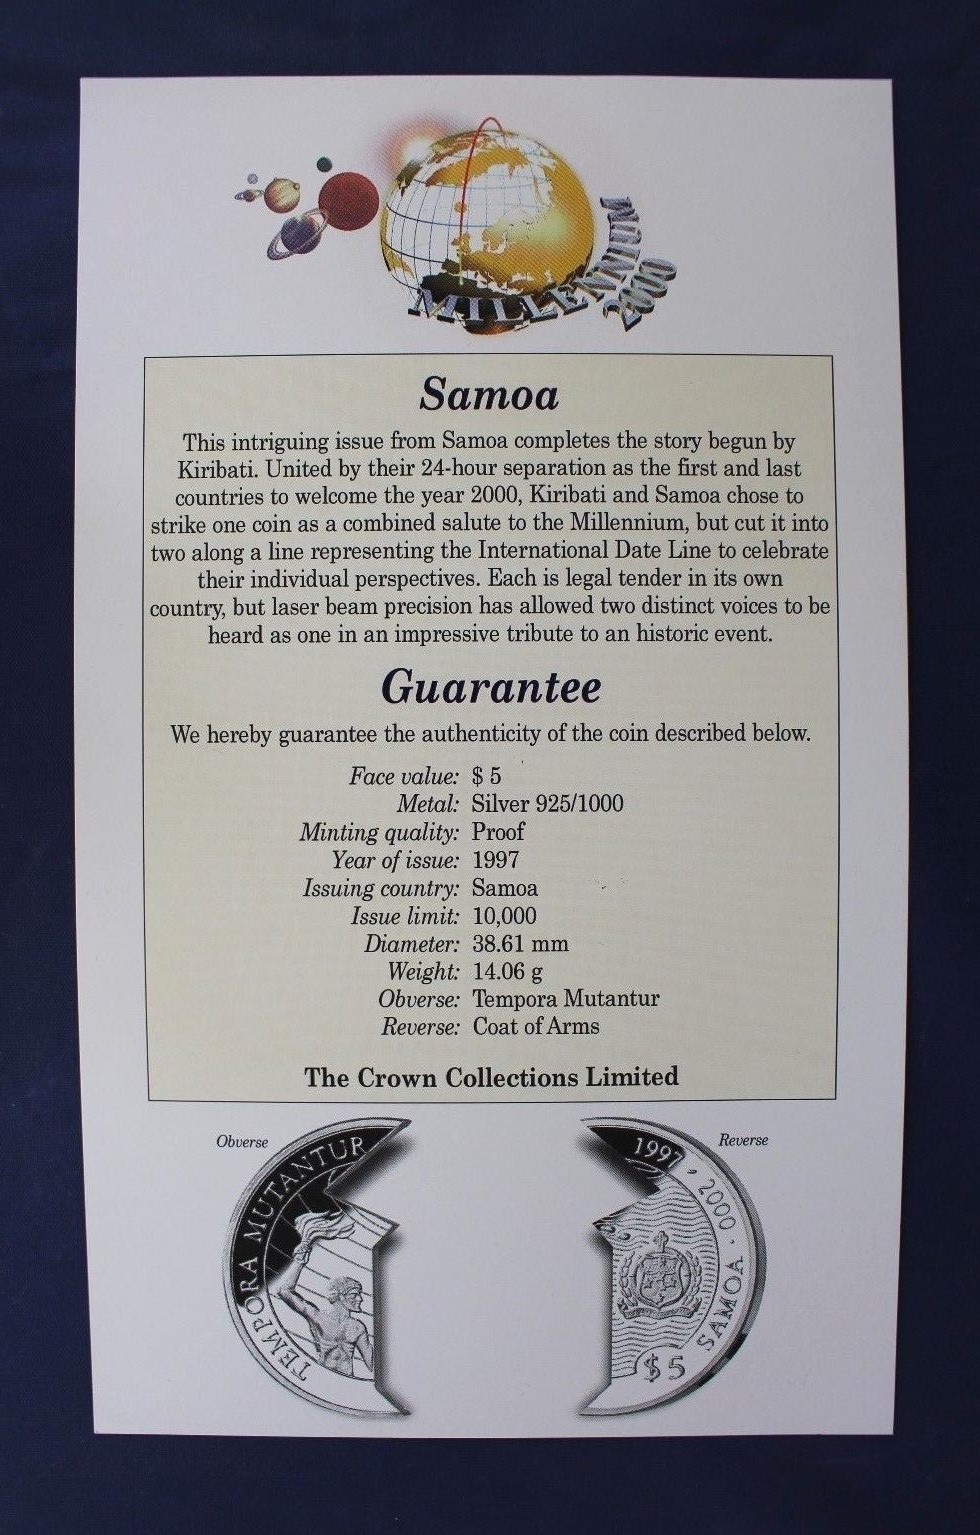 MILLENNIUM
2000
Samoa
This intriguing issue from Samoa completes the story begun by
Kiribati. United by their 24-hour separation as the first and last
countries to welcome the year 2000, Kiribati and Samoa chose to
strike one coin as a combined salute to the Millennium, but cut it into
two along a line representing the International Date Line to celebrate
their individual perspectives. Each is legal tender in its own
country, but laser beam precision has allowed two distinct voices to be
heard as one in an impressive tribute to an historic event.
Guarantee
We hereby guarantee the authenticity of the coin described below.
Face value: $ 5
Metal: Silver 925/1000
Minting quality: Proof
Year of issue: 1997
Issuing country: Samoa
Issue limit: 10,000
Diameter: 38.61 mm
Weight: 14.06 g
Obverse: Tempora Mutantur
Reverse: Coat of Arms
The Crown Collections Limited
Obverse
TEMPORA MUTANTUR
Reverse
1997 · 2000 · SAMOA
$5